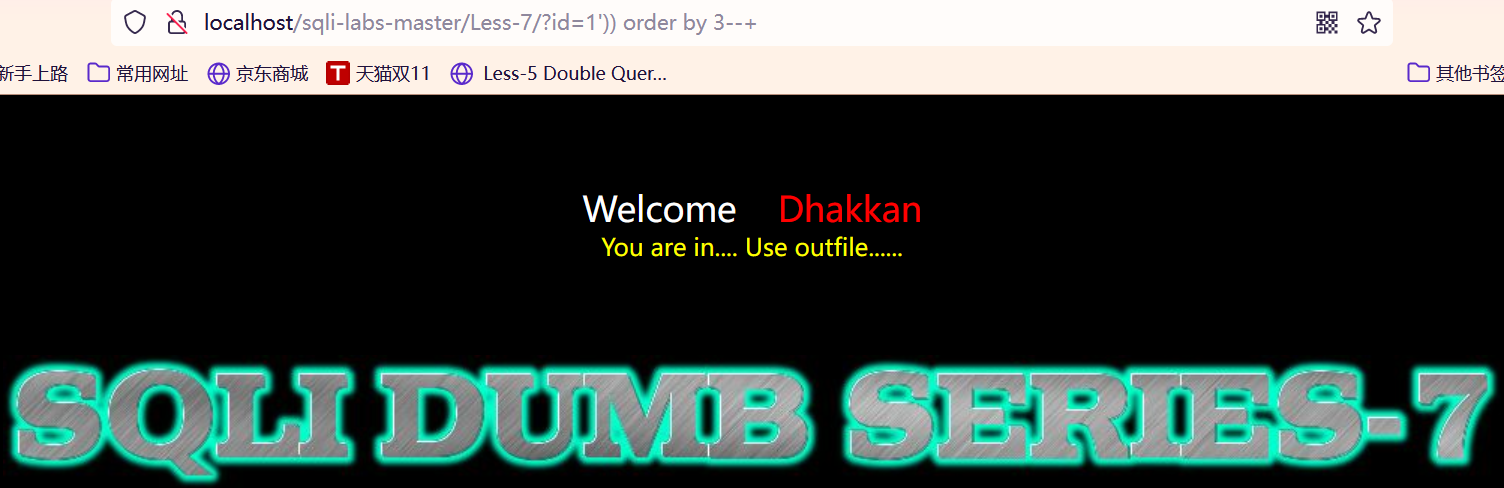 localhost/sqli-labs-master/Less-7/?id=1')) order by 3--+
新手上路 常用网址 京东商城 T 天猫双11 Less-5 Double Quer... 其他书签
Welcome Dhakkan
You are in.... Use outfile......
SQLI DUMB SERIES-7